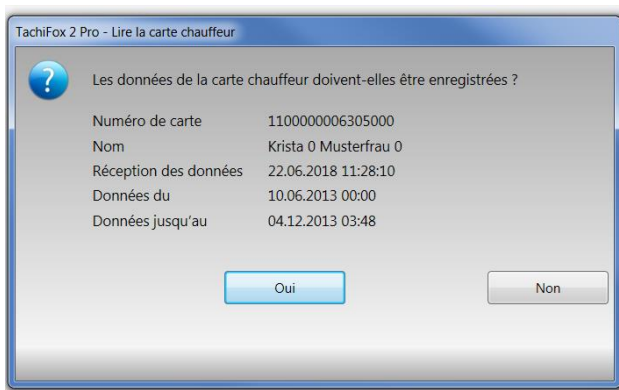 TachiFox 2 Pro - Lire la carte chauffeur
Les données de la carte chauffeur doivent-elles être enregistrées ?
Numéro de carte 1100000006305000
Nom Krista 0 Musterfrau 0
Réception des données 22.06.2018 11:28:10
Données du 10.06.2013 00:00
Données jusqu'au 04.12.2013 03:48
Oui Non